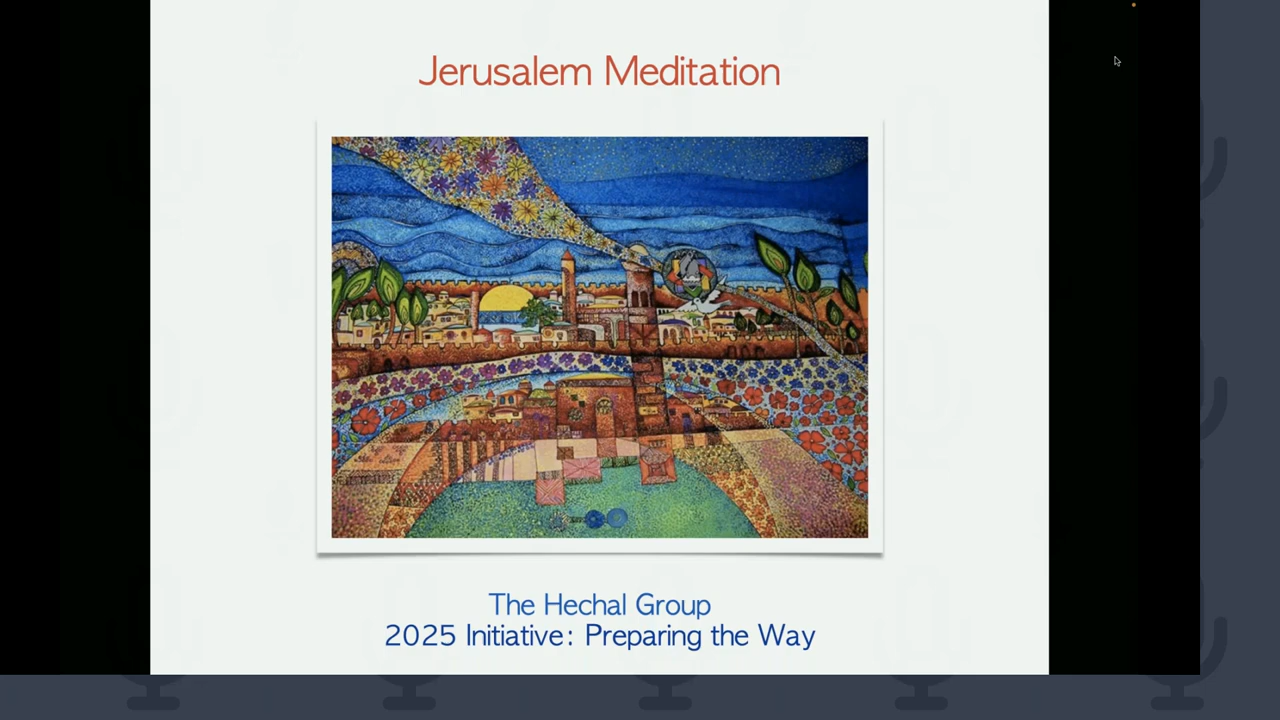 Jerusalem Meditation
The Hechal Group
2025 Initiative: Preparing the Way